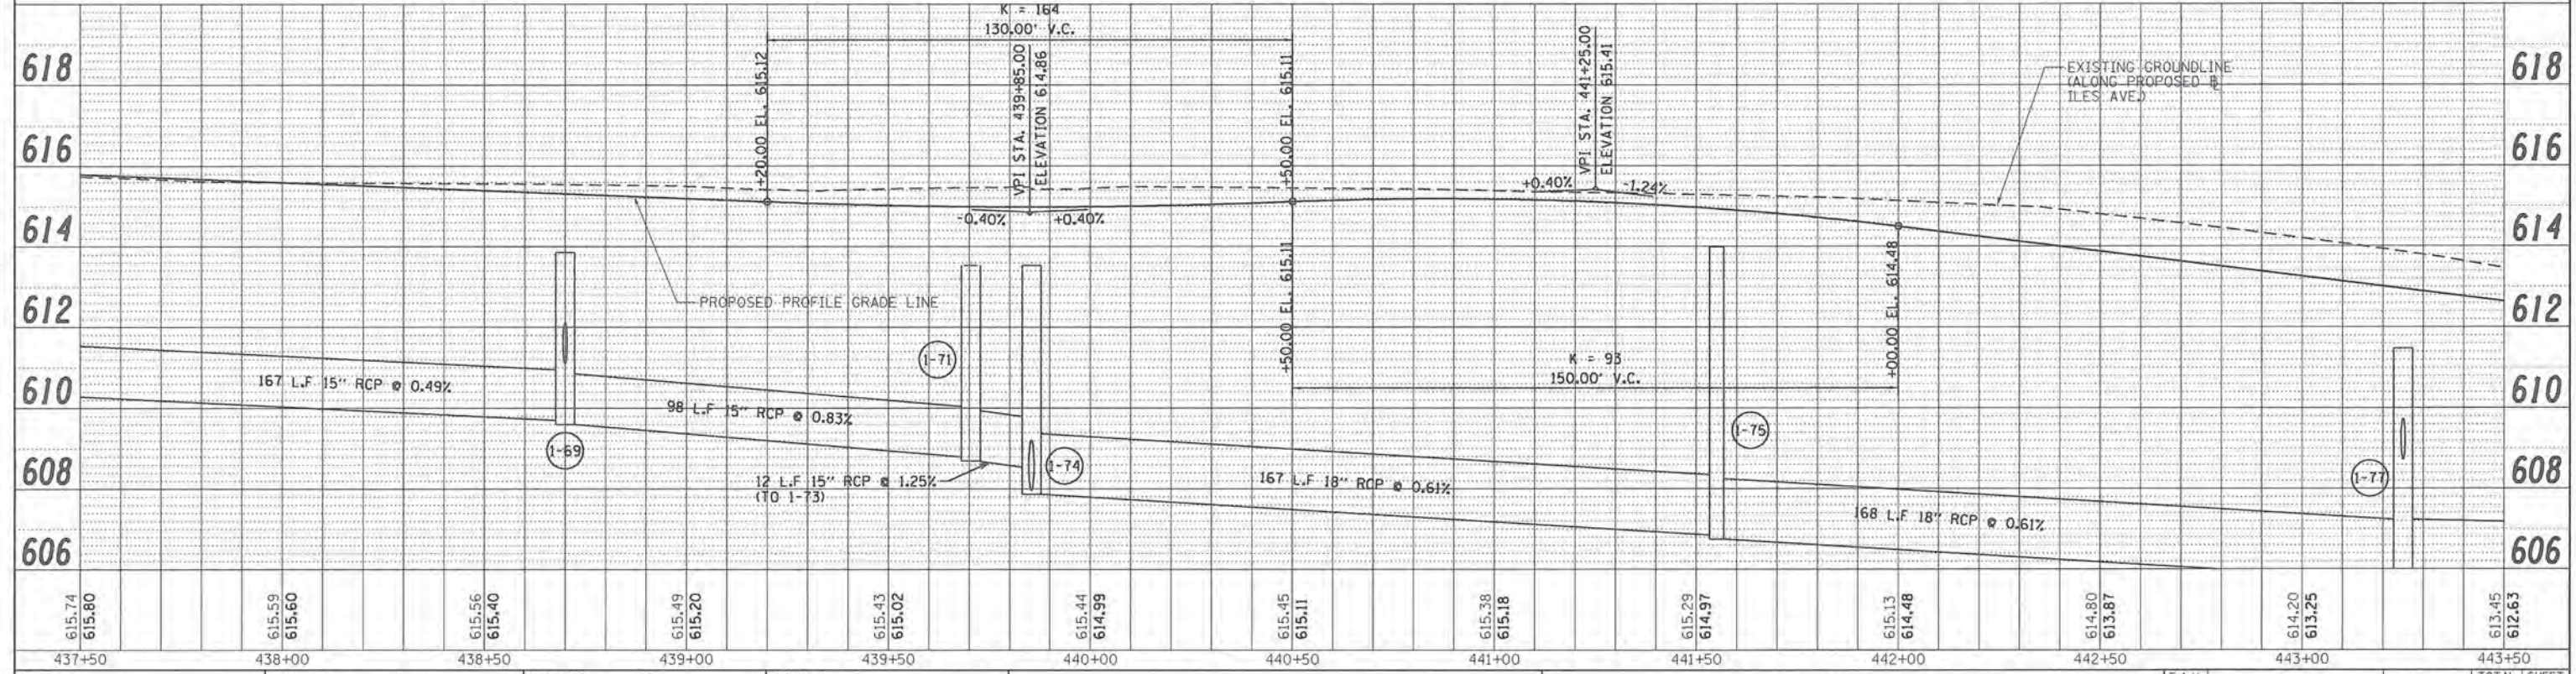 K = 164
130.00' V.C.
618
616
614
612
610
608
606
+20.00 EL. 615.12
VPI STA. 439+85.00
ELEVATION 614.86
+50.00 EL. 615.11
VPI STA. 441+25.00
ELEVATION 615.41
EXISTING GROUNDLINE
(ALONG PROPOSED ℄
ILES AVE.)
618
616
614
612
610
608
606
-0.40%
+0.40%
+0.40%
-1.24%
PROPOSED PROFILE GRADE LINE
+50.00 EL. 615.11
+00.00 EL. 614.48
K = 93
150.00' V.C.
167 L.F 15" RCP @ 0.49%
1-69
98 L.F 15" RCP @ 0.83%
1-71
12 L.F 15" RCP @ 1.25%
(TO 1-73)
1-74
167 L.F 18" RCP @ 0.61%
1-75
168 L.F 18" RCP @ 0.61%
1-77
615.74
615.80
615.59
615.60
615.56
615.40
615.49
615.20
615.43
615.02
615.44
614.99
615.45
615.11
615.38
615.18
615.29
614.97
615.13
614.48
614.80
613.87
614.20
613.25
613.45
612.63
437+50
438+00
438+50
439+00
439+50
440+00
440+50
441+00
441+50
442+00
442+50
443+00
443+50